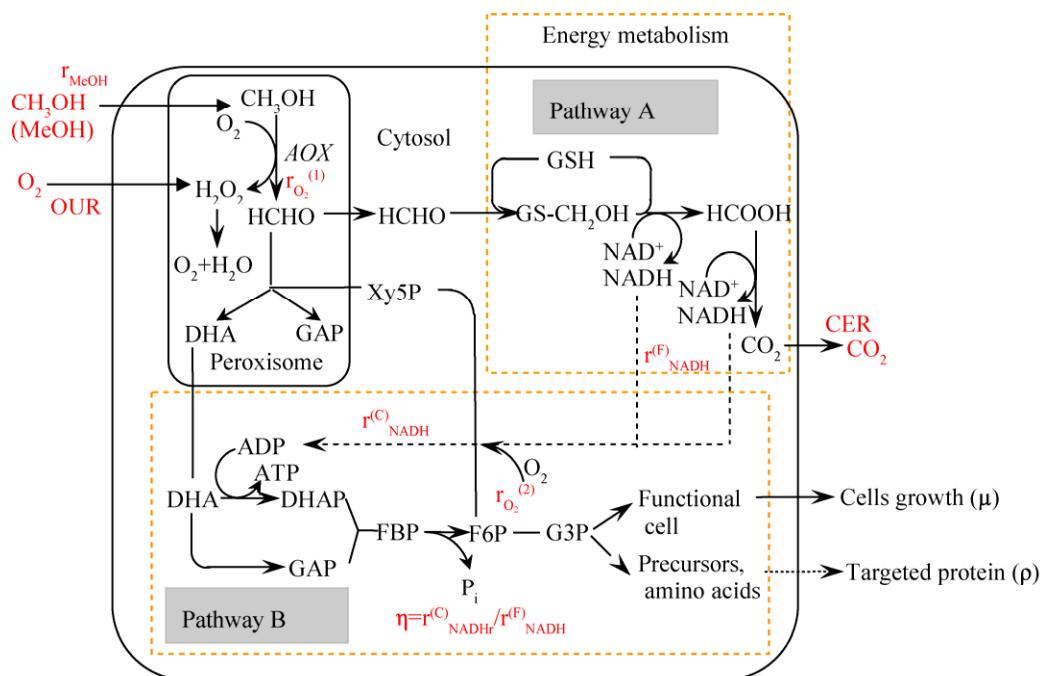 Energy metabolism
r_MeOH
CH₃OH
(MeOH)
CH₃OH
O₂
Pathway A
Cytosol
AOX
GSH
O₂
OUR
H₂O₂
r_O₂^(1)
HCHO
HCHO
GS-CH₂OH
HCOOH
NAD⁺
NADH
O₂+H₂O
NAD⁺
NADH
Xy5P
DHA
GAP
Peroxisome
CO₂
CER
CO₂
r^(F)_NADH
r^(C)_NADH
ADP
ATP
O₂
r_O₂^(2)
DHA
DHAP
Functional
cell
Cells growth (μ)
FBP
F6P
G3P
GAP
Precursors,
amino acids
Targeted protein (ρ)
P_i
Pathway B
η=r^(C)_NADHr/r^(F)_NADH